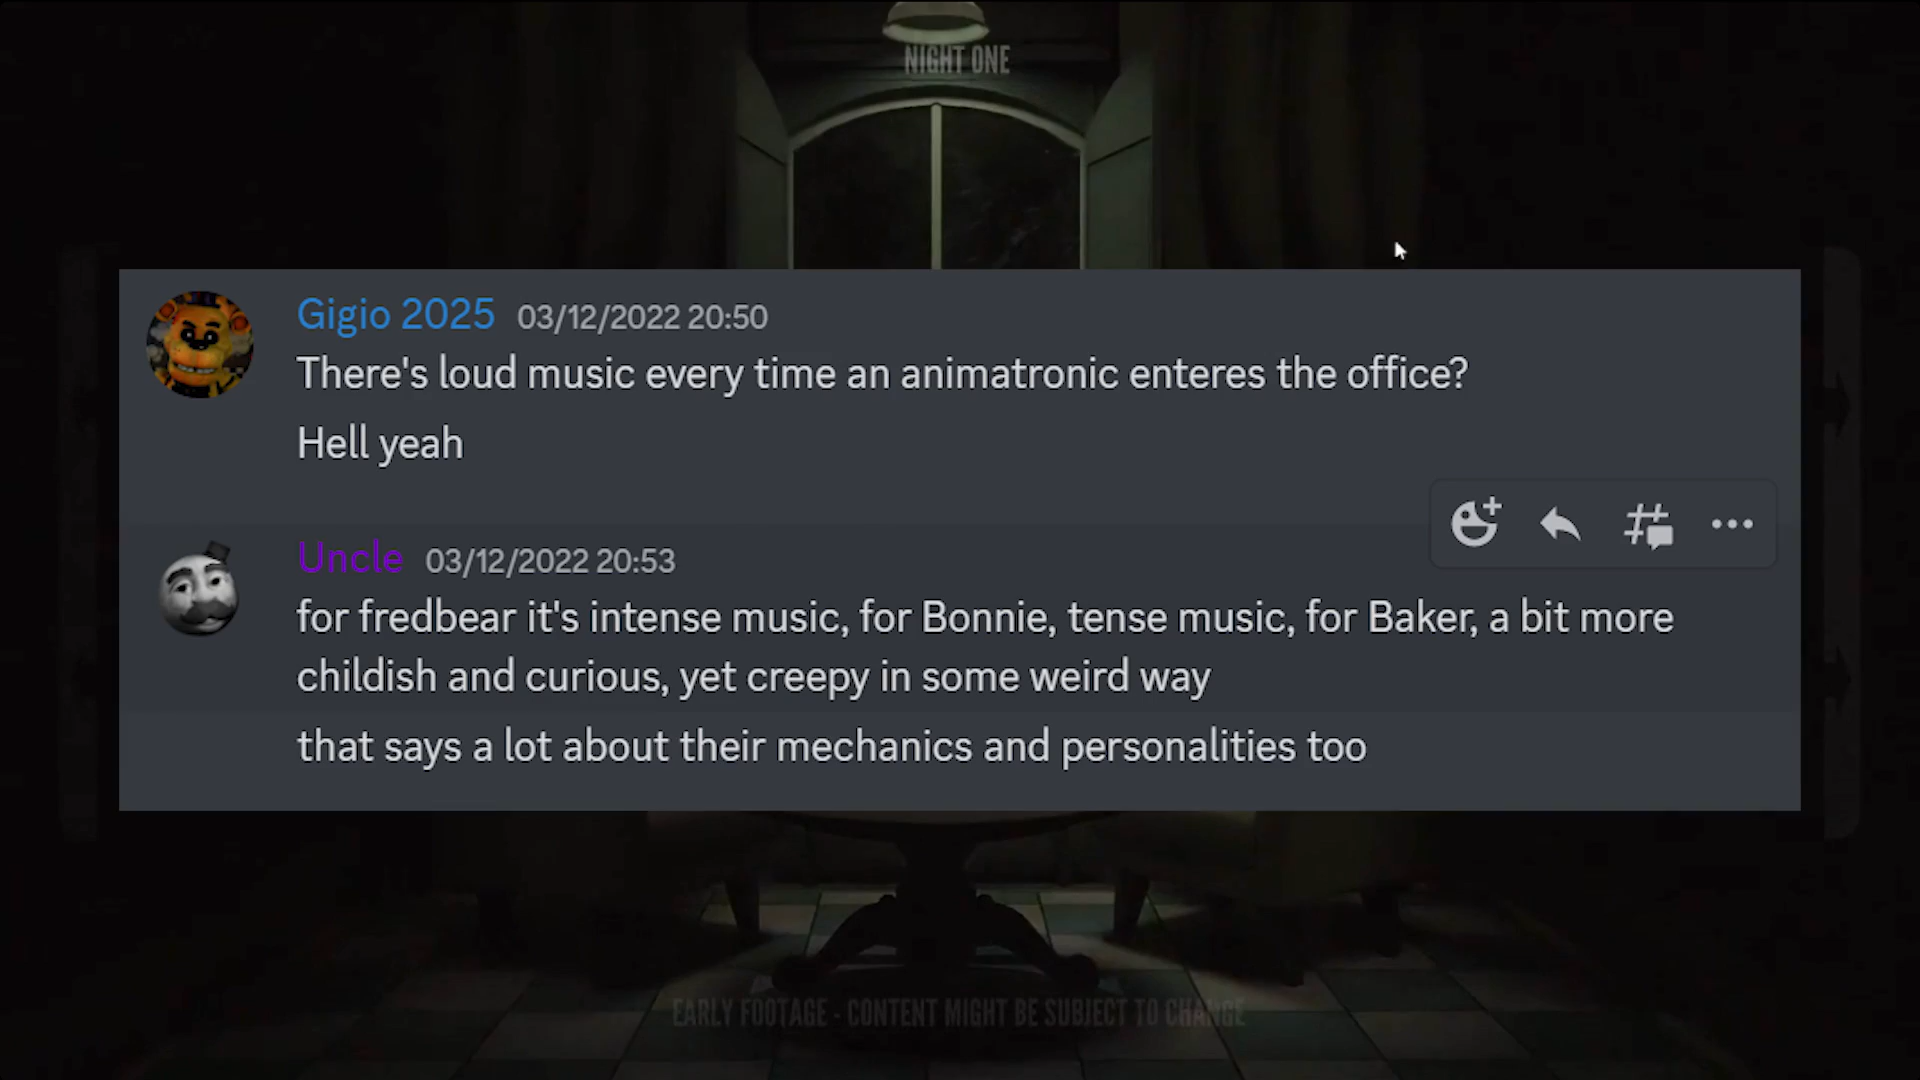 NIGHT ONE
Gigio 2025 03/12/2022 20:50
There's loud music every time an animatronic enteres the office?
Hell yeah
Uncle 03/12/2022 20:53
for fredbear it's intense music, for Bonnie, tense music, for Baker, a bit more
childish and curious, yet creepy in some weird way
that says a lot about their mechanics and personalities too
EARLY FOOTAGE - CONTENT MIGHT BE SUBJECT TO CHANGE